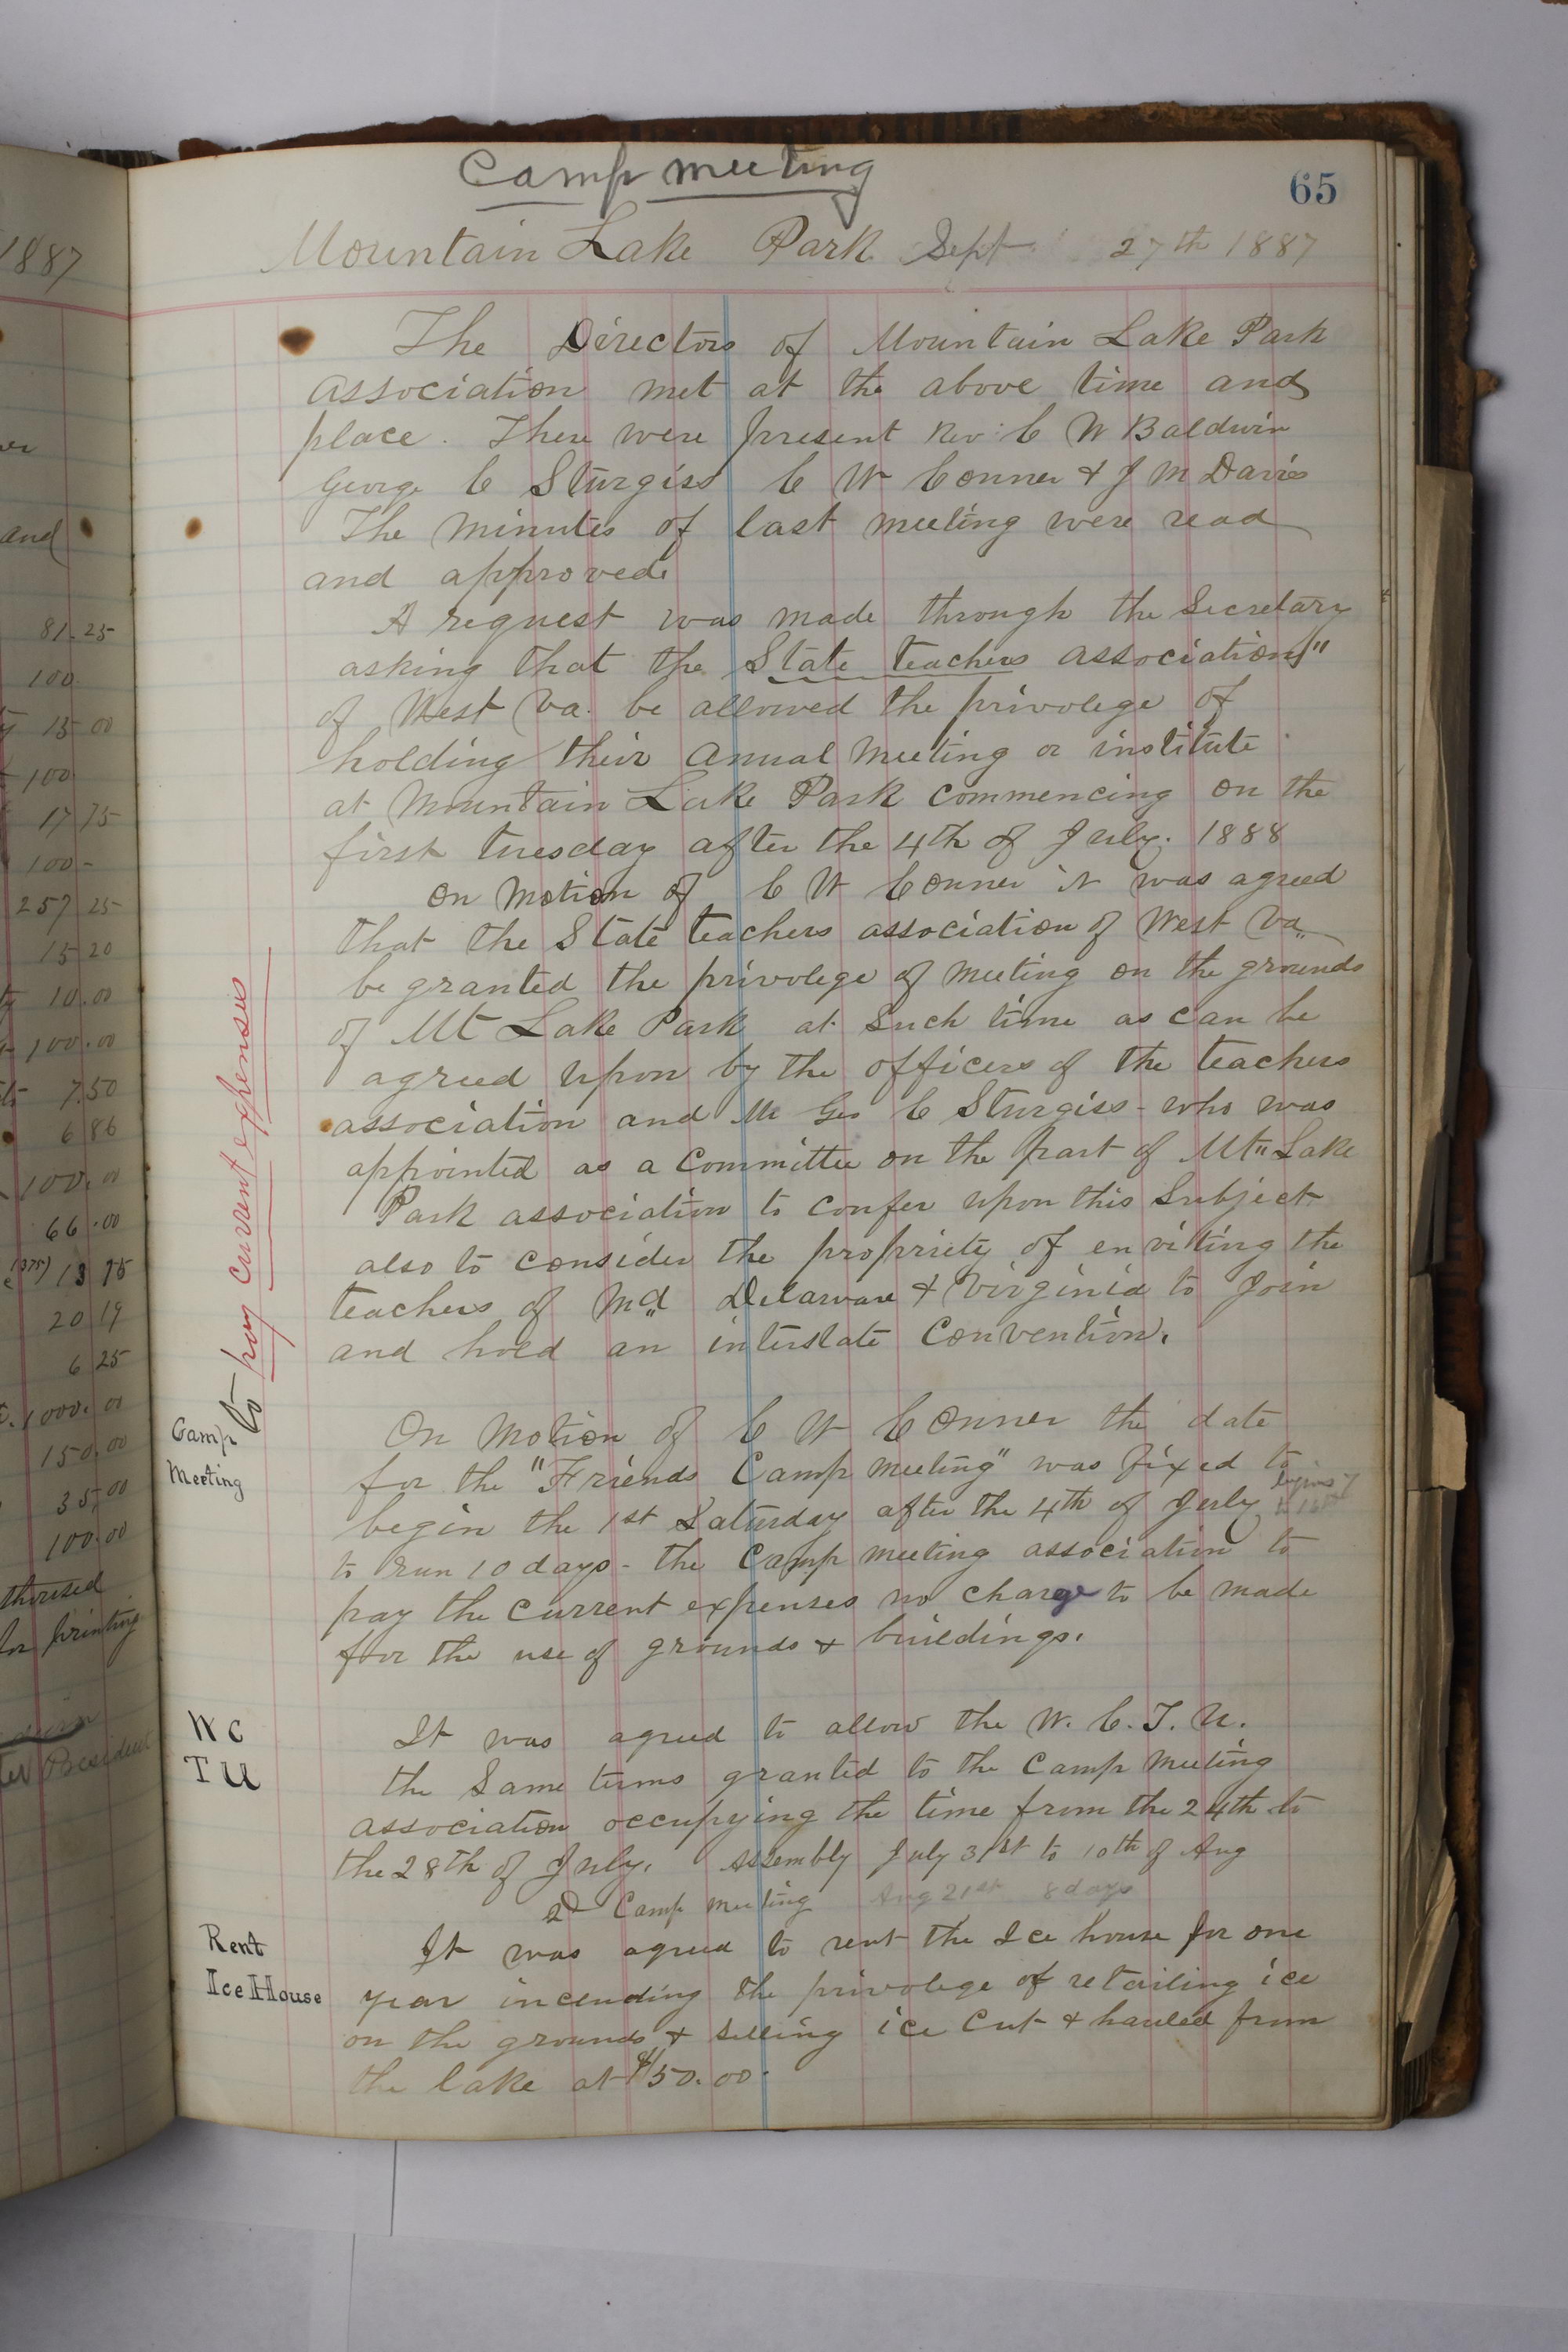 1887
er
and
81.25
100
15 00
100
17 75
100-
257 25
15 20
10.00
100.00
7.50
6 86
100.00
66.00
(375) 13 75
20 19
6 25
1000.00
150.00
35.00
100.00
thorised
for printing
President
Camp meeting
65
Mountain Lake Park Sept 27th 1887
The Directors of Mountain Lake Park
association met at the above time and
place. There were present Rev: C W Baldwin
George C Sturgiss C W Conner & J M Davis
The minutes of last meeting were read
and approved.
A request was made through the Secretary
asking that the State teachers association"
of West Va. be allowed the privolege of
holding their anual meeting or institute
at Mountain Lake Park commencing on the
first tuesday after the 4th of July. 1888
on motion of C W Conner it was agreed
that the State teachers association of West Va
be granted the privolege of meeting on the grounds
of Mt Lake Park at such time as can be
agreed upon by the officers of the teachers
association and Mr Geo C Sturgiss - who was
appointed as a committee on the part of Mt" Lake
Park association to confer upon this subject
also to consider the propriety of enviting the
teachers of Md Delaware & Virginia to join
and hold an interstate convention.
to pay current expenses
Camp
Meeting
On motion of C W Conner the date
for the "Friends Camp meeting" was fixed to
begin the 1st Saturday after the 4th of July begins 7
to run 10 days - the Camp meeting association to
pay the current expenses no charge to be made
for the use of grounds & buildings.
W C
T U
It was agreed to allow the W. C. T. U.
the same terms granted to the Camp meeting
association occupying the time from the 24th to
the 28th of July. Assembly July 31st to 10th of Aug
2d Camp meeting Aug 21st 8 days
Rent
Ice House
It was agreed to rent the Ice house for one
year including the privolege of retailing ice
on the grounds & selling ice cut & hauled from
the lake at $150.00.